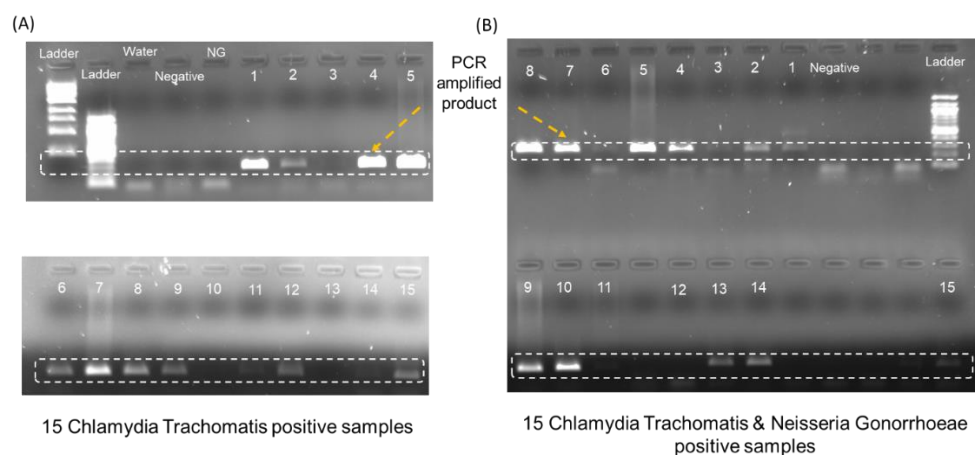 (A)
Ladder
Ladder
Water
Negative
NG
1
2
3
4
5
PCR
amplified
product
6
7
8
9
10
11
12
13
14
15
15 Chlamydia Trachomatis positive samples
(B)
8
7
6
5
4
3
2
1
Negative
Ladder
9
10
11
12
13
14
15
15 Chlamydia Trachomatis & Neisseria Gonorrhoeae
positive samples